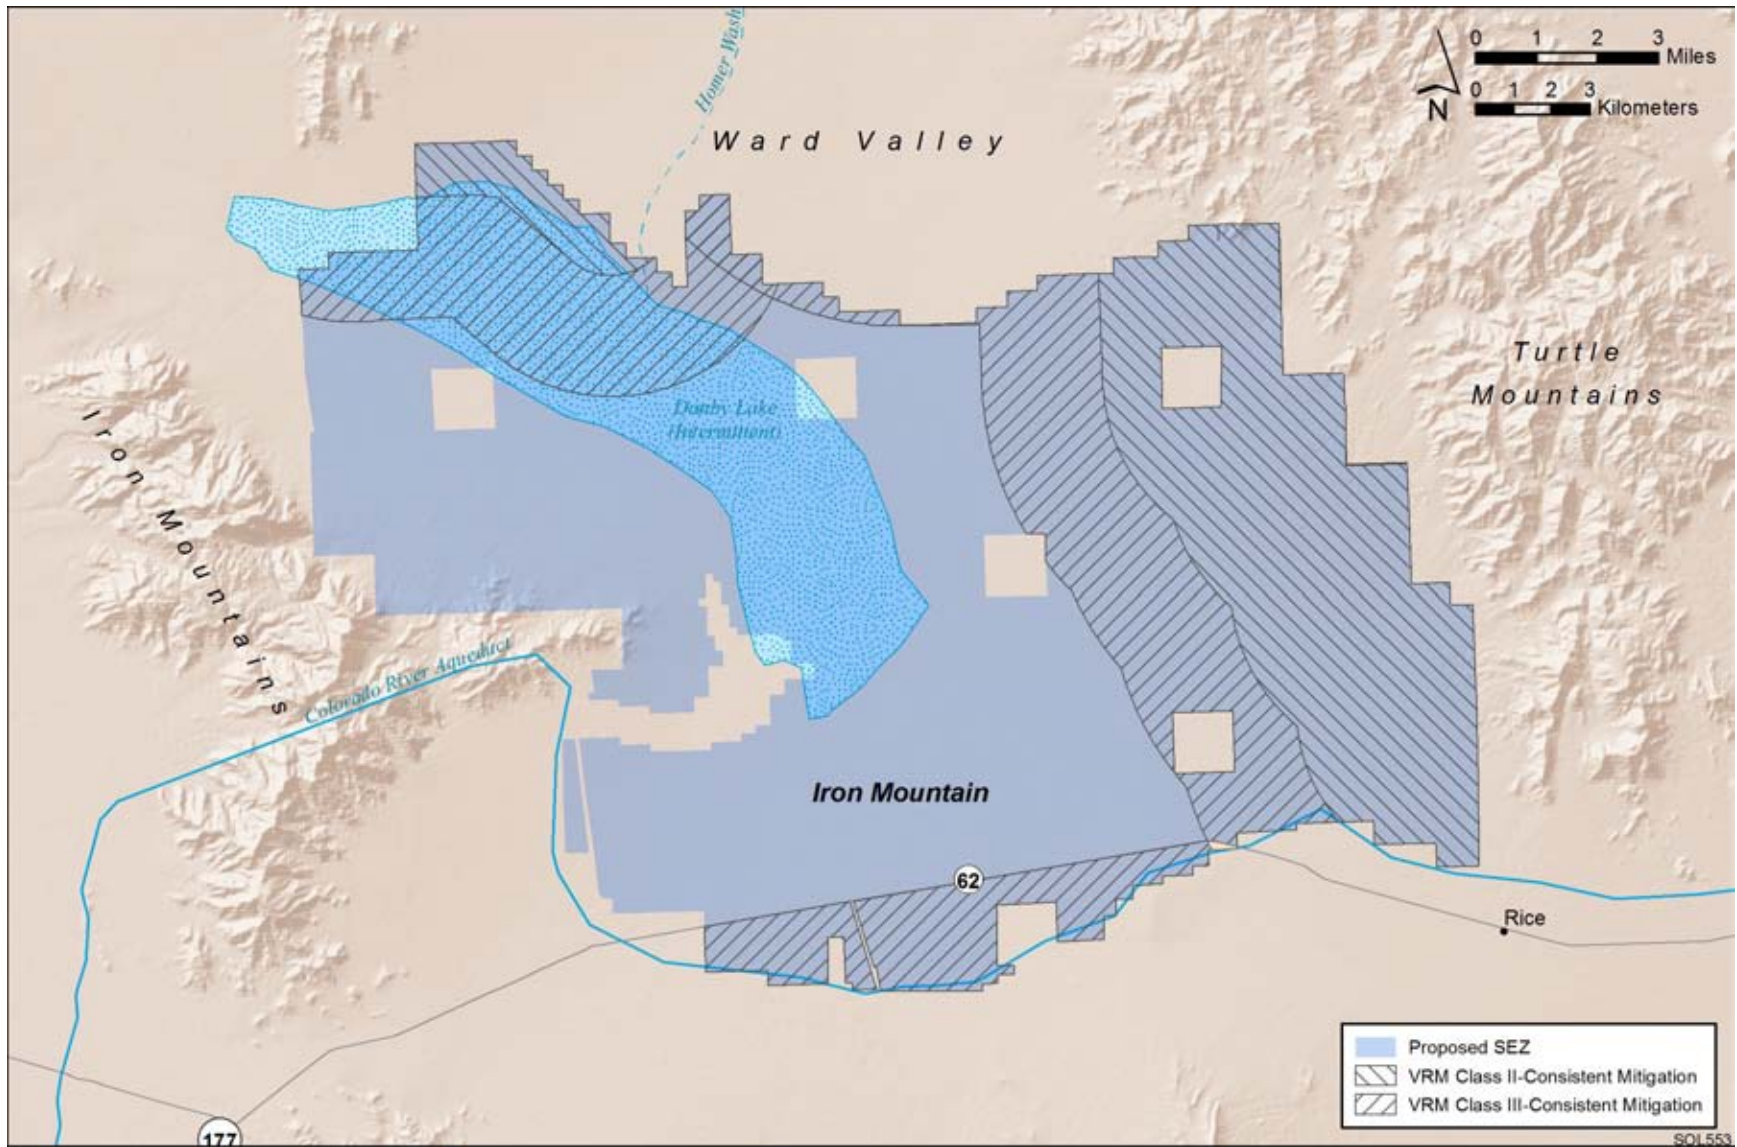 0 1 2 3
Miles
0 1 2 3
Kilometers
N
Homer Wash
Ward Valley
Turtle
Mountains
Danby Lake
(Intermittent)
Iron Mountains
Colorado River Aqueduct
Iron Mountain
62
Rice
177
Proposed SEZ
VRM Class II-Consistent Mitigation
VRM Class III-Consistent Mitigation
SOL553